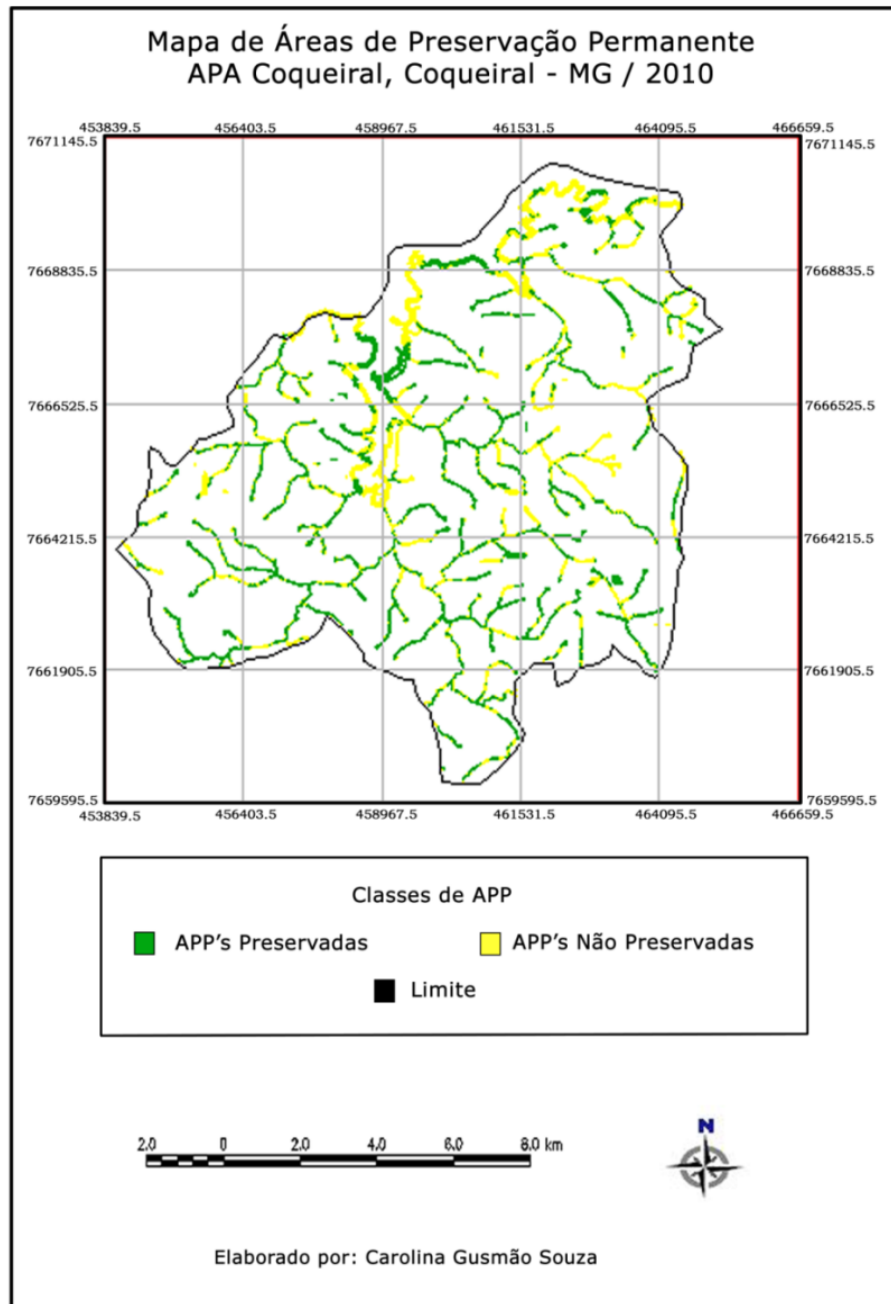 Mapa de Áreas de Preservação Permanente
APA Coqueiral, Coqueiral - MG / 2010
453839.5 456403.5 458967.5 461531.5 464095.5 466659.5
7671145.5 7671145.5
7668835.5 7668835.5
7666525.5 7666525.5
7664215.5 7664215.5
7661905.5 7661905.5
7659595.5 7659595.5
453839.5 456403.5 458967.5 461531.5 464095.5 466659.5
Classes de APP
APP's Preservadas APP's Não Preservadas
Limite
2.0 0 2.0 4.0 6.0 8.0 km
N
Elaborado por: Carolina Gusmão Souza